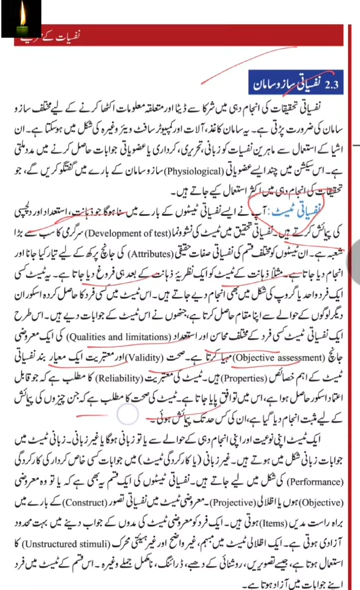 نفسیات کے طریقے
2.3 نفسیاتی ساز و سامان
نفسیاتی تحقیقات کی انجام دہی میں شرکا سے ڈیٹا اور متعلقہ معلومات اکٹھا کرنے کے لیے مختلف ساز و
سامان کی ضرورت پڑتی ہے۔ یہ سامان کاغذ، آلات اور کمپیوٹر سافٹ ویئر وغیرہ کی شکل میں ہو سکتا ہے۔ ان
اشیا کے استعمال سے ماہرین نفسیات کو زبانی، تحریری، کرداری یا عضویاتی جوابات حاصل کرنے میں مدد ملتی
ہے۔ اس سیکشن میں چند ایسے عضویاتی (Physiological) ساز و سامان کے بارے میں گفتگو کریں گے، جو
تحقیقات کی انجام دہی میں اکثر استعمال کیے جاتے ہیں۔
نفسیاتی ٹیسٹ: آپ نے ایسے نفسیاتی ٹیسٹوں کے بارے میں سنا ہوگا جو ذہانت، استعداد اور دلچسپی
کی پیمائش کرتے ہیں۔ نفسیاتی تحقیق میں ٹیسٹ کی نشوونما (Development of test) سرگرمی کا سب سے بڑا
شعبہ ہے۔ ان ٹیسٹوں کو مختلف قسم کی نفسیاتی صفات حقیقی (Attributes) کی جانچ پرکھ کے لیے تیار کیا جاتا اور
انجام دیا جاتا ہے۔ مثلاً ذہانت کے ٹیسٹ کو ایک نظریۂ ذہانت کے بعد ہی فروغ دیا جاتا ہے۔ یہ ٹیسٹ کسی
ایک فرد واحد یا گروپ کی شکل میں بھی انجام دیے جاتے ہیں۔ اس ٹیسٹ میں کسی فرد کا حاصل کردہ اسکور ان
دیگر لوگوں کے حوالے سے اپنا مقام حاصل کرتا ہے، جنھوں نے اس ٹیسٹ کے جوابات دیے ہیں۔ اس طرح
ایک نفسیاتی ٹیسٹ کسی فرد کے مختلف محاسن اور استعداد (Qualities and limitations) کی ایک معروضی
جانچ (Objective assessment) مہیا کرتا ہے۔ صحت (Validity) اور معتبریت ایک معیار بند نفسیاتی
ٹیسٹ کے اہم خصائص (Properties) ہیں۔ ٹیسٹ کی معتبریت (Reliability) کا مطلب ہے کہ جو قابل
اعتماد اسکور حاصل ہوا ہے، اس میں توافق پایا جاتا ہے۔ ٹیسٹ کی صحت کا مطلب ہے کہ جن چیزوں کی پیمائش
کے لیے ٹیسٹ انجام دیا گیا ہے، ان کی کس حد تک پیمائش ہوئی۔
ایک ٹیسٹ اپنی نوعیت اور اپنی انجام دہی کے حوالے سے یا تو زبانی ہوگا یا غیر زبانی۔ زبانی ٹیسٹ میں
جوابات زبانی شکل میں ہوتے ہیں۔ غیر زبانی (یا کارکردگی ٹیسٹ) میں جوابات کسی خاص کردار کی کارکردگی
(Performance) کی شکل میں لیے جاتے ہیں۔ نفسیاتی ٹیسٹوں کی ایک قسم یہ بھی ہے کہ یا تو وہ معروضی
(Objective) ہوں یا اظلالی (Projective)۔ معروضی ٹیسٹ میں نفسیاتی تصور (Construct) کے بارے میں
براہ راست مدیں (Items) ہوتی ہیں۔ ایک فرد کو معروضی ٹیسٹ کی مدوں کے جواب دینے میں بہت محدود
آزادی ہوتی ہے۔ ایک اظلالی ٹیسٹ میں مبہم، غیر واضح اور غیر ہیئتی محرک (Unstructured stimuli) کا
استعمال ہوتا ہے، جیسے تصویریں، روشنائی کے دھبے، ڈرائنگ، نامکمل جملے وغیرہ۔ اس قسم کے ٹیسٹ میں فرد
اپنے جوابات میں آزاد ہوتا ہے۔